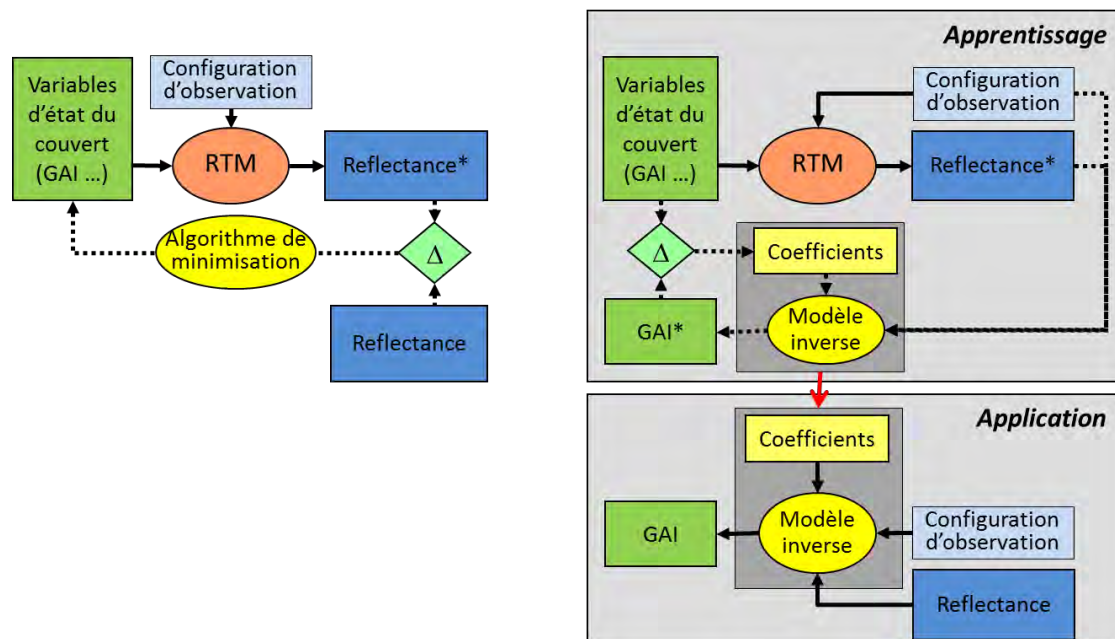 Variables
d'état du
couvert
(GAI ...)
Configuration
d'observation
RTM
Reflectance*
Algorithme de
minimisation
Δ
Reflectance
Apprentissage
Variables
d'état du
couvert
(GAI ...)
Configuration
d'observation
RTM
Reflectance*
Δ
Coefficients
GAI*
Modèle
inverse
Application
Coefficients
GAI
Modèle
inverse
Configuration
d'observation
Reflectance